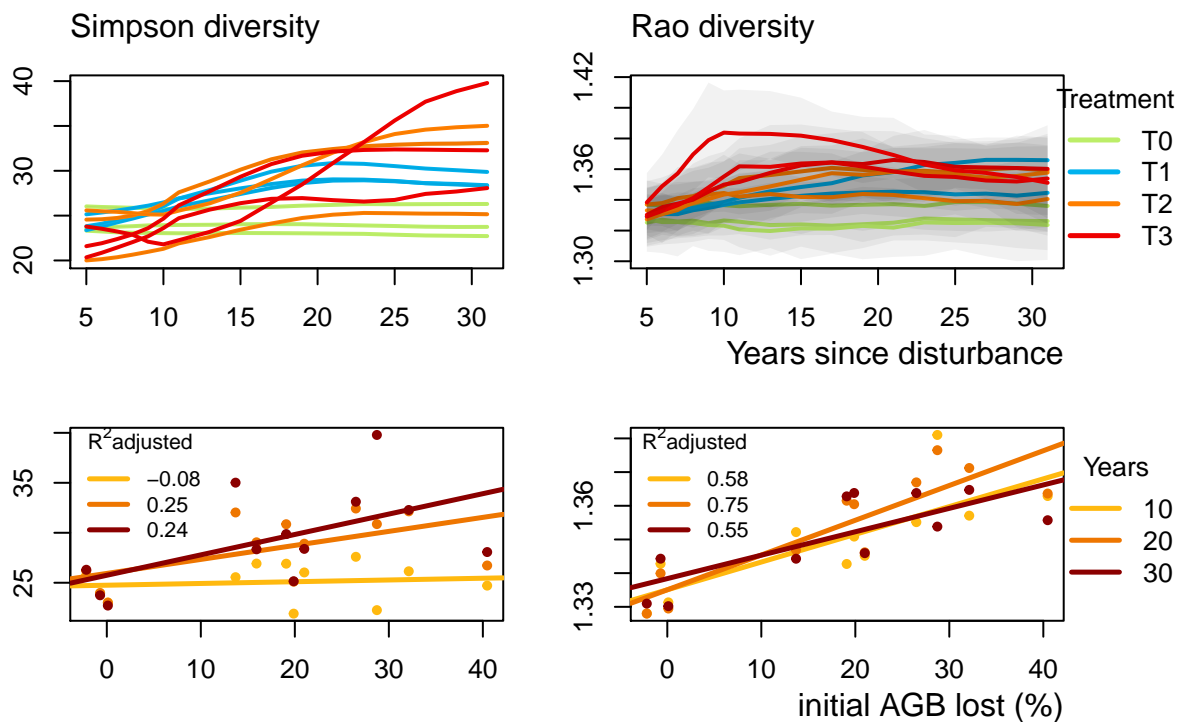 Simpson diversity
Rao diversity
40
30
20
5 10 15 20 25 30
1.42
1.36
1.30
5 10 15 20 25 30
Years since disturbance
Treatment
T0
T1
T2
T3
R²adjusted
−0.08
0.25
0.24
35
25
0 10 20 30 40
R²adjusted
0.58
0.75
0.55
1.36
1.33
0 10 20 30 40
initial AGB lost (%)
Years
10
20
30